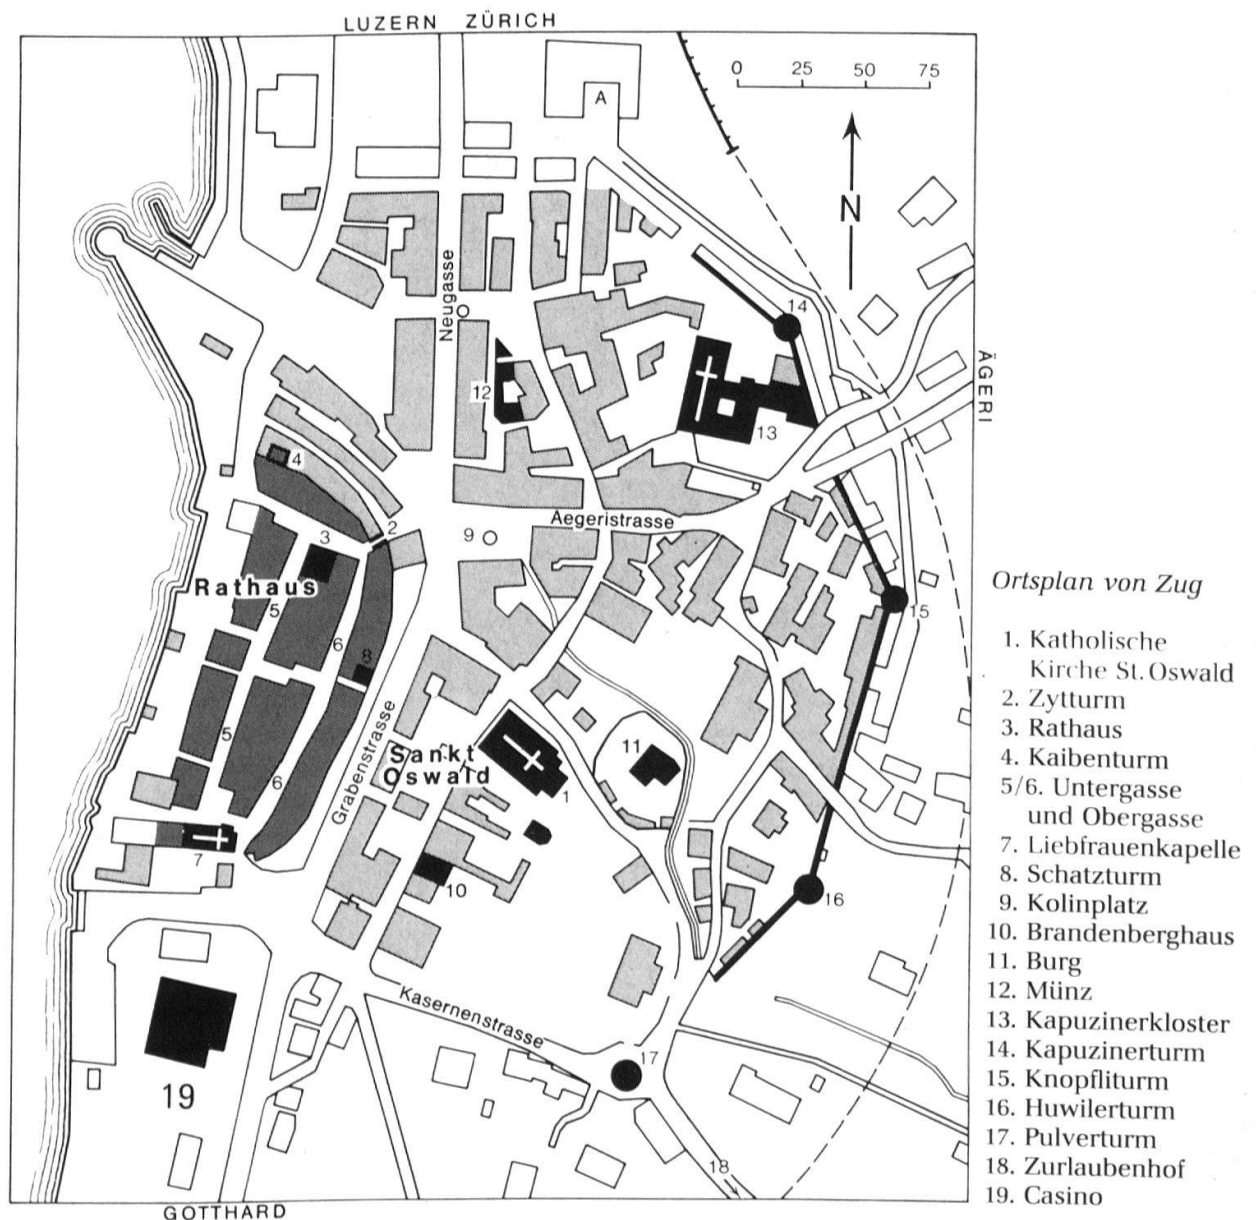 LUZERN ZÜRICH
A
0 25 50 75
N
14
Neugasse
ÄGERI
12
13
4
2
Aegeristrasse
9
3
Rathaus
5
15
6
8
5
Grabenstrasse
11
Sankt
Oswald
6
1
7
10
16
Kasernenstrasse
17
19
18
GOTTHARD
Ortsplan von Zug
1. Katholische
Kirche St. Oswald
2. Zytturm
3. Rathaus
4. Kaibenturm
5/6. Untergasse
und Obergasse
7. Liebfrauenkapelle
8. Schatzturm
9. Kolinplatz
10. Brandenberghaus
11. Burg
12. Münz
13. Kapuzinerkloster
14. Kapuzinerturm
15. Knopfliturm
16. Huwilerturm
17. Pulverturm
18. Zurlaubenhof
19. Casino